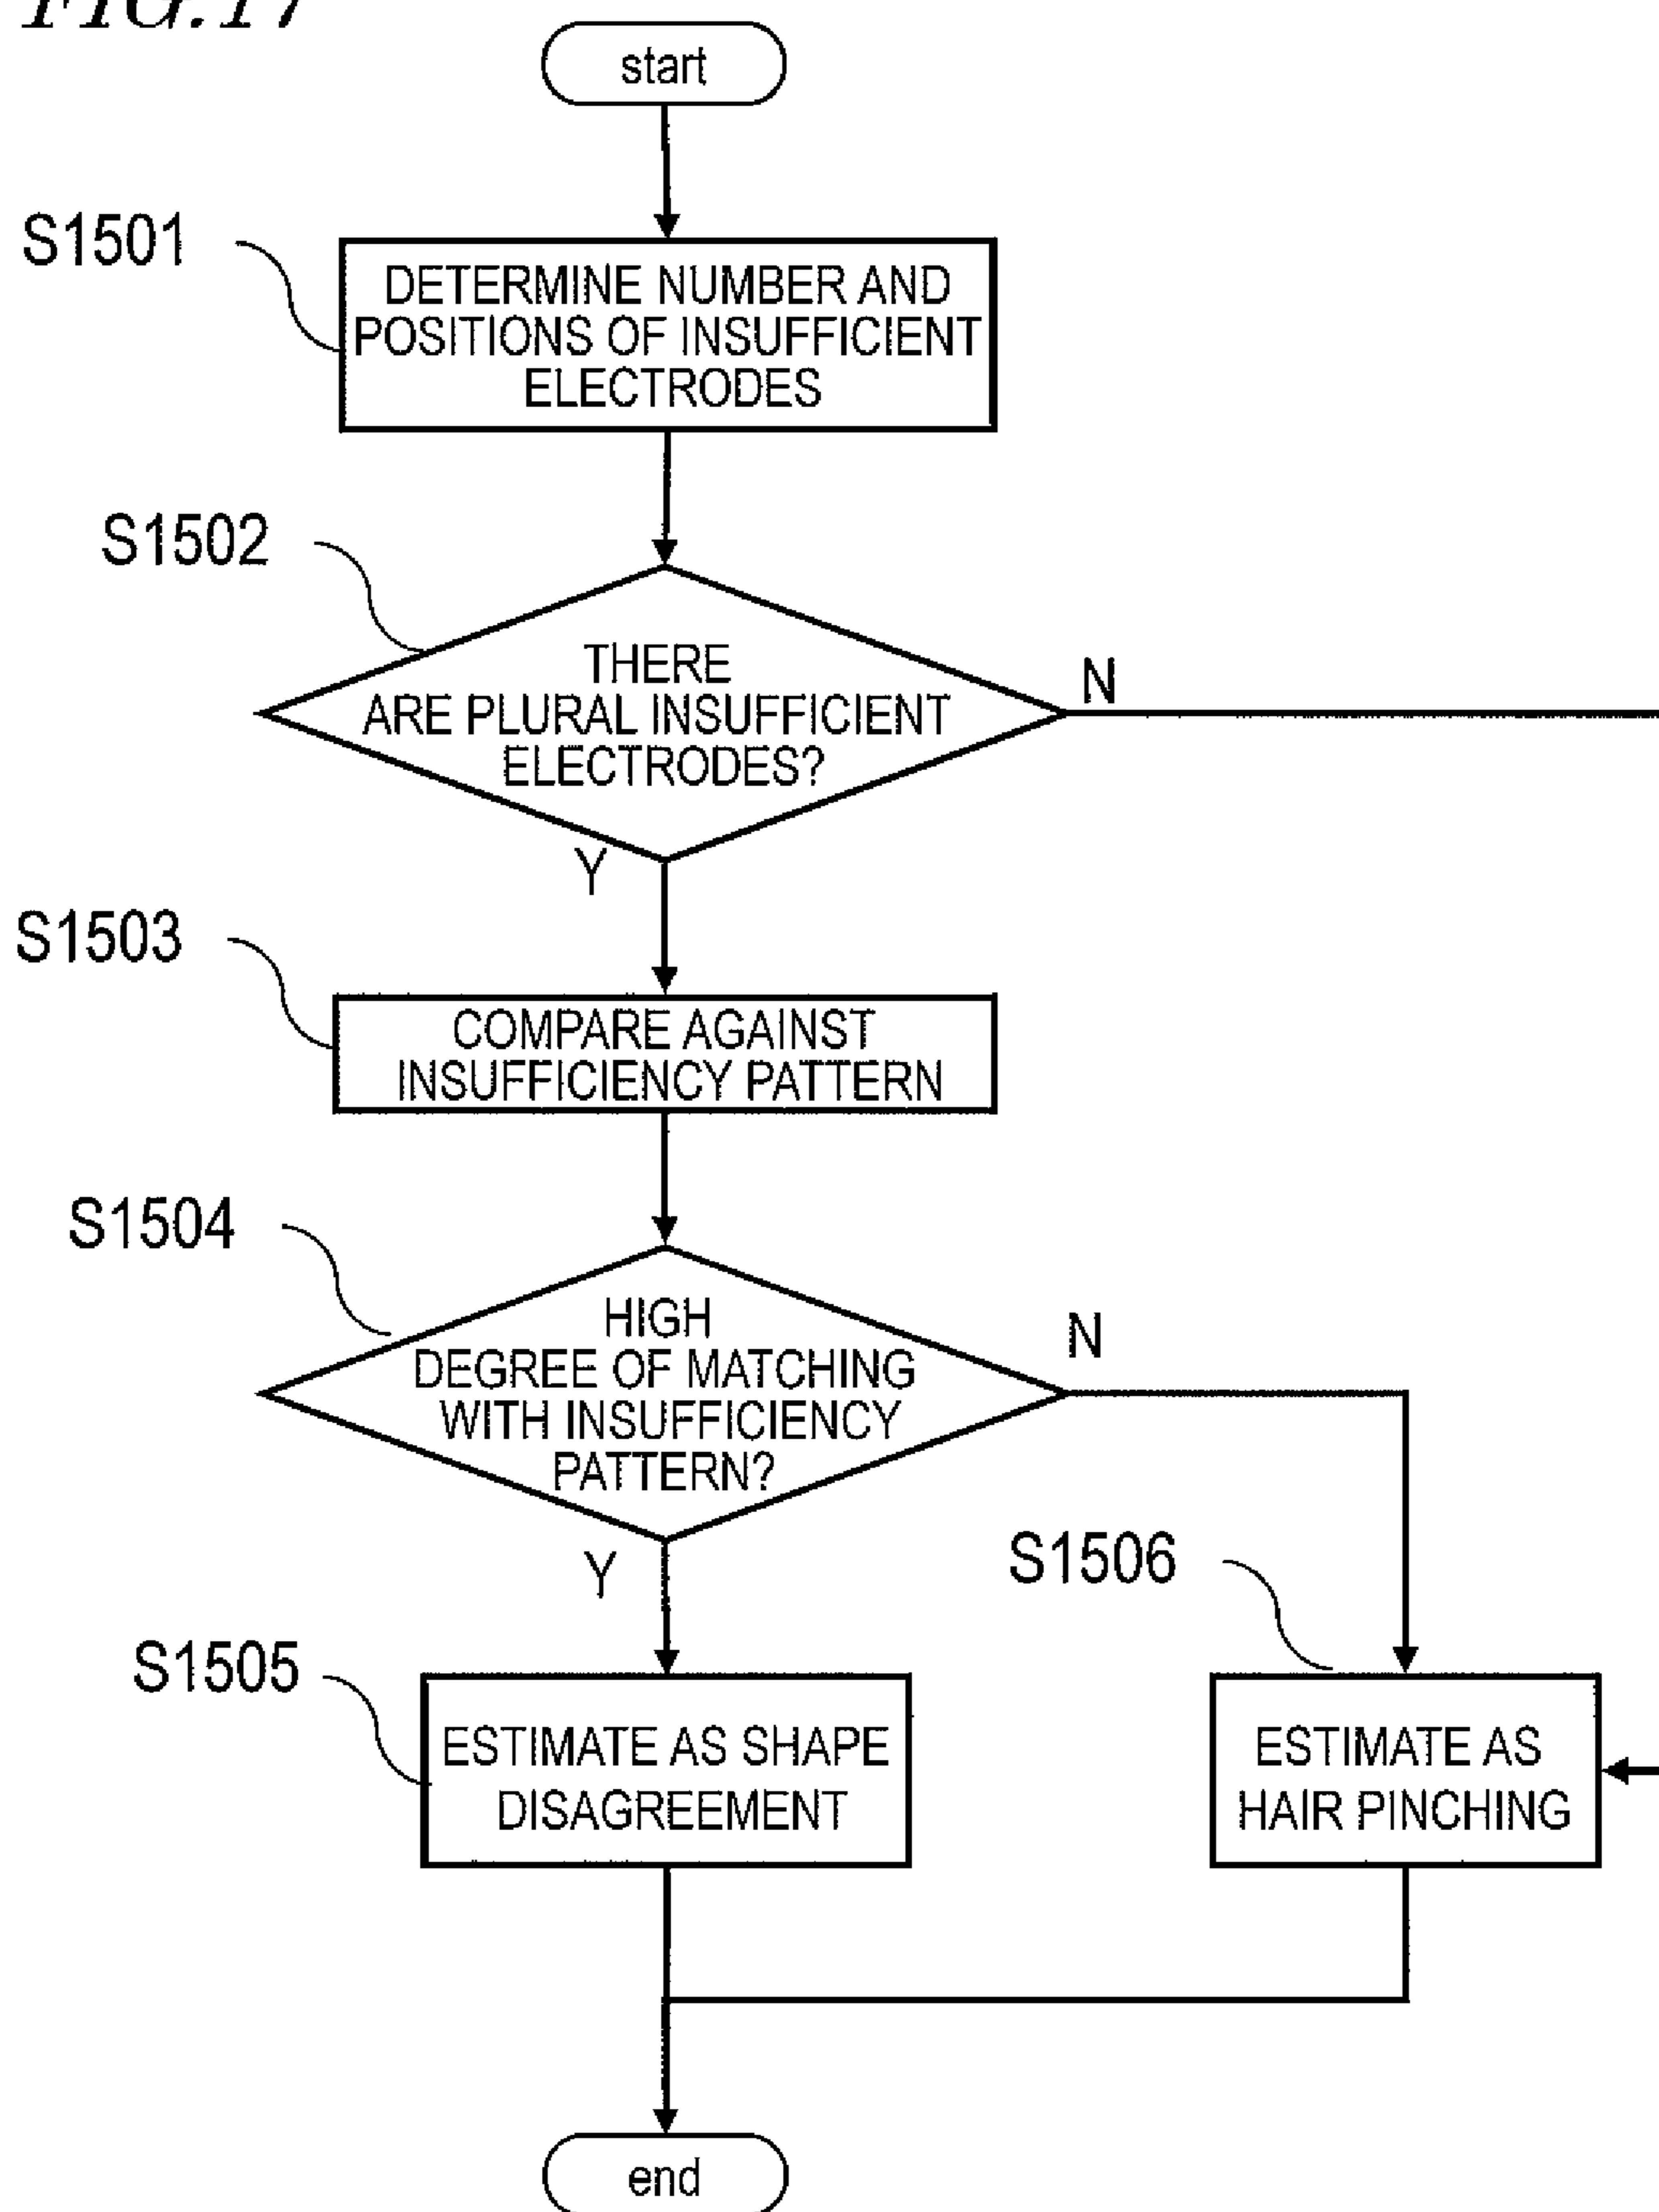 FIG.17
start
S1501
DETERMINE NUMBER AND
POSITIONS OF INSUFFICIENT
ELECTRODES
S1502
THERE
ARE PLURAL INSUFFICIENT
ELECTRODES?
N
Y
S1503
COMPARE AGAINST
INSUFFICIENCY PATTERN
S1504
HIGH
DEGREE OF MATCHING
WITH INSUFFICIENCY
PATTERN?
N
Y
S1505
ESTIMATE AS SHAPE
DISAGREEMENT
S1506
ESTIMATE AS
HAIR PINCHING
end